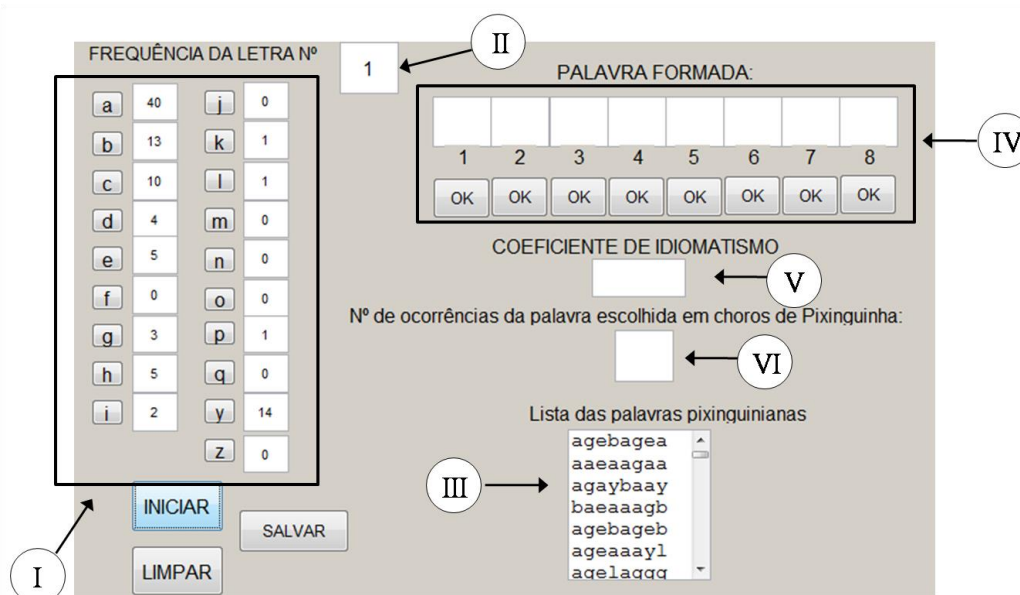 FREQUÊNCIA DA LETRA Nº
1
II
a 40 j 0
b 13 k 1
c 10 l 1
d 4 m 0
e 5 n 0
f 0 o 0
g 3 p 1
h 5 q 0
i 2 y 14
z 0
I
INICIAR
SALVAR
LIMPAR
PALAVRA FORMADA:
IV
1 2 3 4 5 6 7 8
OK OK OK OK OK OK OK OK
COEFICIENTE DE IDIOMATISMO
V
Nº de ocorrências da palavra escolhida em choros de Pixinguinha:
VI
Lista das palavras pixinguinianas
III
agebagea
aaeaagaa
agaybaay
baeaaagb
agebageb
ageaaayl
agelaggg